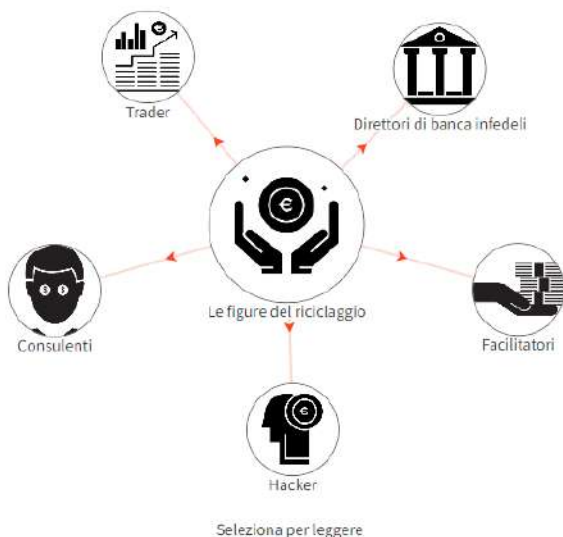 Trader
Direttori di banca infedeli
Le figure del riciclaggio
Consulenti
Facilitatori
Hacker
Seleziona per leggere